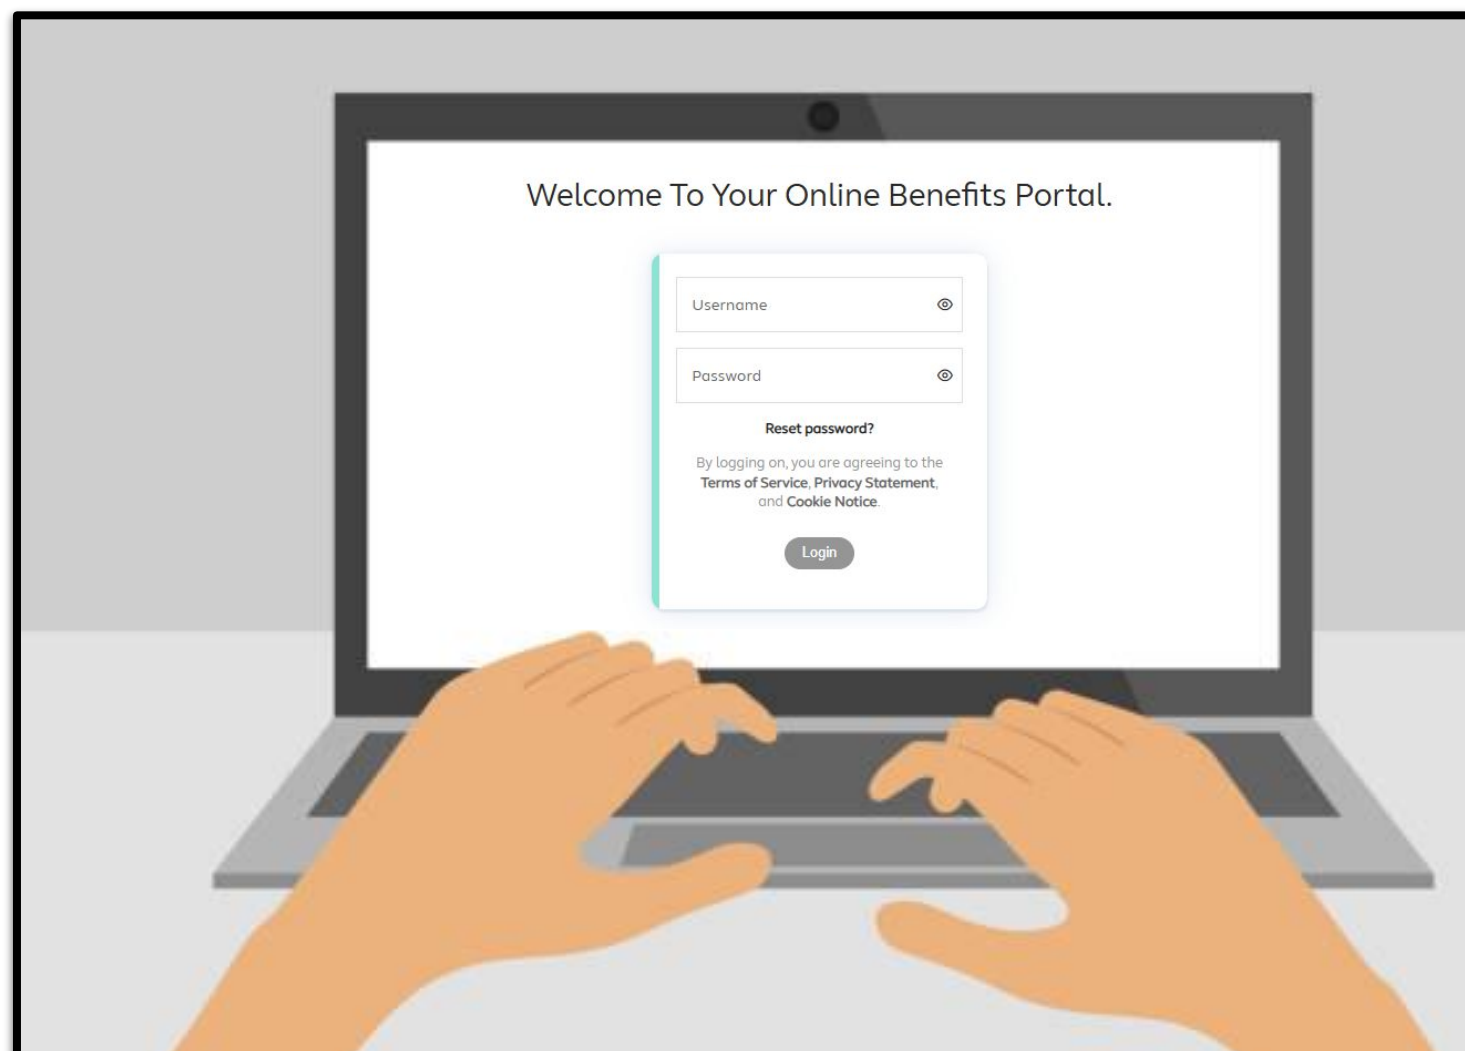 Welcome To Your Online Benefits Portal.
Username
Password
Reset password?
By logging on, you are agreeing to the
Terms of Service, Privacy Statement,
and Cookie Notice.
Login